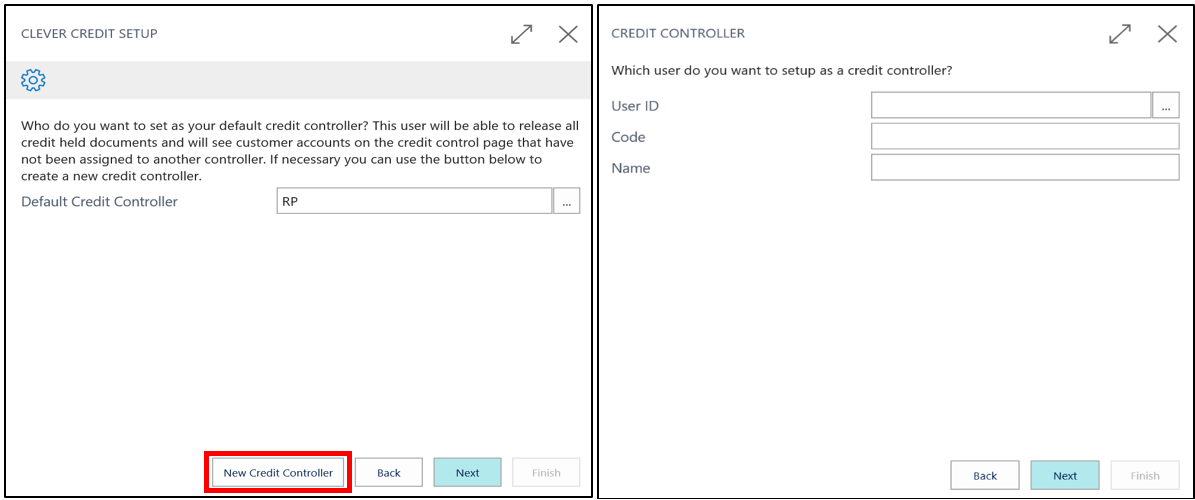 CLEVER CREDIT SETUP
Who do you want to set as your default credit controller? This user will be able to release all
credit held documents and will see customer accounts on the credit control page that have
not been assigned to another controller. If necessary you can use the button below to
create a new credit controller.
Default Credit Controller
RP
...
New Credit Controller
Back
Next
Finish
CREDIT CONTROLLER
Which user do you want to setup as a credit controller?
User ID
...
Code
Name
Back
Next
Finish